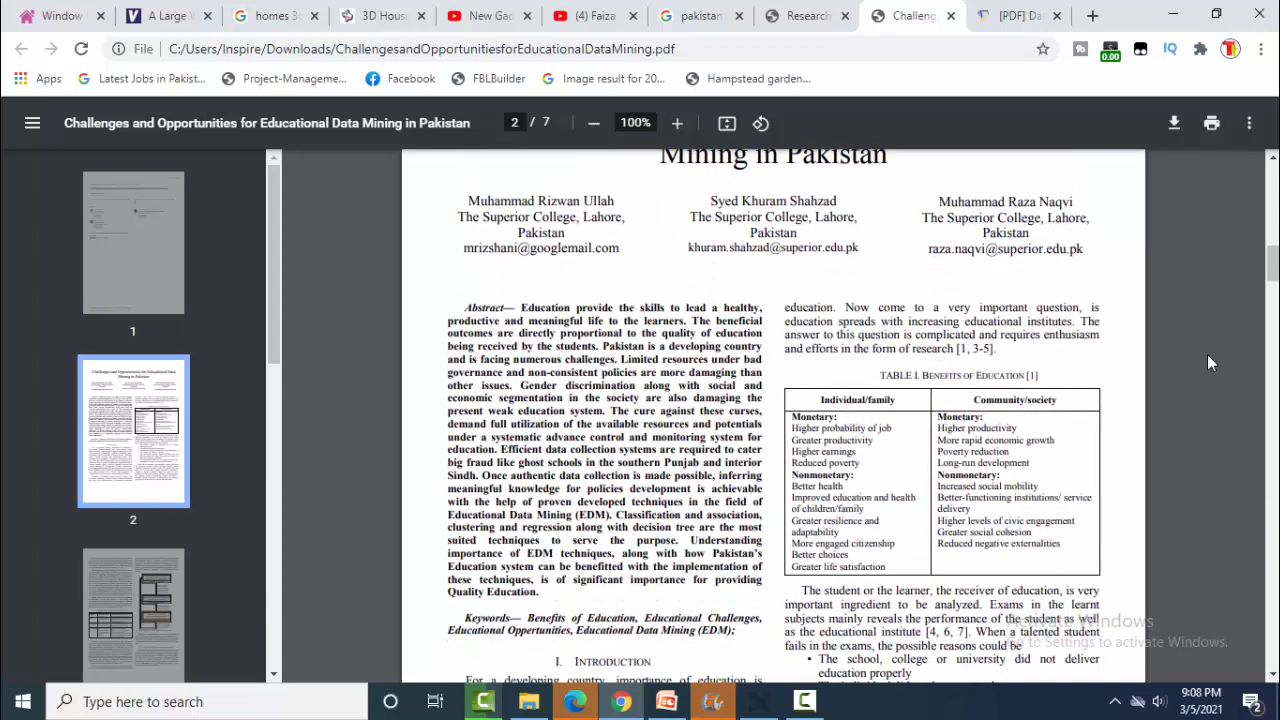 Window
A Larg
homes 3
3D Hous
New Ga
(4) Faiza
pakistan
Research
Challeng
[PDF] Da
File
C:/Users/Inspire/Downloads/ChallengesandOpportunitiesforEducationalDataMining.pdf
0.00
IQ
Apps
Latest Jobs in Pakist...
Project-Manageme...
Facebook
FBLBuilder
Image result for 20...
Hampstead garden...
Challenges and Opportunities for Educational Data Mining in Pakistan
2 / 7
100%
1
2
Mining in Pakistan
Muhammad Rizwan Ullah
The Superior College, Lahore,
Pakistan
mrizshani@googlemail.com
Syed Khuram Shahzad
The Superior College, Lahore,
Pakistan
khuram.shahzad@superior.edu.pk
Muhammad Raza Naqvi
The Superior College, Lahore,
Pakistan
raza.naqvi@superior.edu.pk
Abstract— Education provide the skills to lead a healthy,
productive and meaningful life to the learners. The beneficial
outcomes are directly proportional to the quality of education
being received by the students. Pakistan is a developing country
and is facing numerous challenges. Limited resources under bad
governance and non-consistent policies are more damaging than
other issues. Gender discrimination along with social and
economic segmentation in the society are also damaging the
present weak education system. The cure against these curses,
demand full utilization of the available resources and potentials
under a systematic advance control and monitoring system for
education. Efficient data collection systems are required to cater
big fraud like ghost schools in the southern Punjab and interior
Sindh. Once authentic data collection is made possible, inferring
meaningful knowledge for policies development is achievable
with the help of proven developed techniques in the field of
Educational Data Mining (EDM). Classification and association,
clustering and regression along with decision tree are the most
suited techniques to serve the purpose. Understanding
importance of EDM techniques, along with how Pakistan's
Education system can be benefitted with the implementation of
these techniques, is of significant importance for providing
Quality Education.
Keywords— Benefits of Education, Educational Challenges,
Educational Oppertunities, Educational Data Mining (EDM);
I. INTRODUCTION
For a developing country, importance of education is
education. Now come to a very important question, is
education spreads with increasing educational institutes. The
answer to this question is complicated and requires enthusiasm
and efforts in the form of research [1, 3-5].
TABLE I. BENEFITS OF EDUCATION [1]
Individual/family
Monetary:
Higher probability of job
Greater productivity
Higher earnings
Reduced poverty
Nonmonetary:
Better health
Improved education and health
of children/family
Greater resilience and
adaptability
More engaged citizenship
Better choices
Greater life satisfaction
Community/society
Monetary:
Higher productivity
More rapid economic growth
Poverty reduction
Long-run development
Nonmonetary:
Increased social mobility
Better-functioning institutions/ service
delivery
Higher levels of civic engagement
Greater social cohesion
Reduced negative externalities
The student or the learner, the receiver of education, is very
important ingredient to be analyzed. Exams in the learnt
subjects mainly reveals the performance of the student as well
as the educational institute [4, 6, 7]. When a talented student
fails in the exams, the possible reasons could be
• The school, college or university did not deliver
education properly
Activate Windows
Go to Settings to activate Windows.
Type here to search
9:08 PM
3/5/2021
2